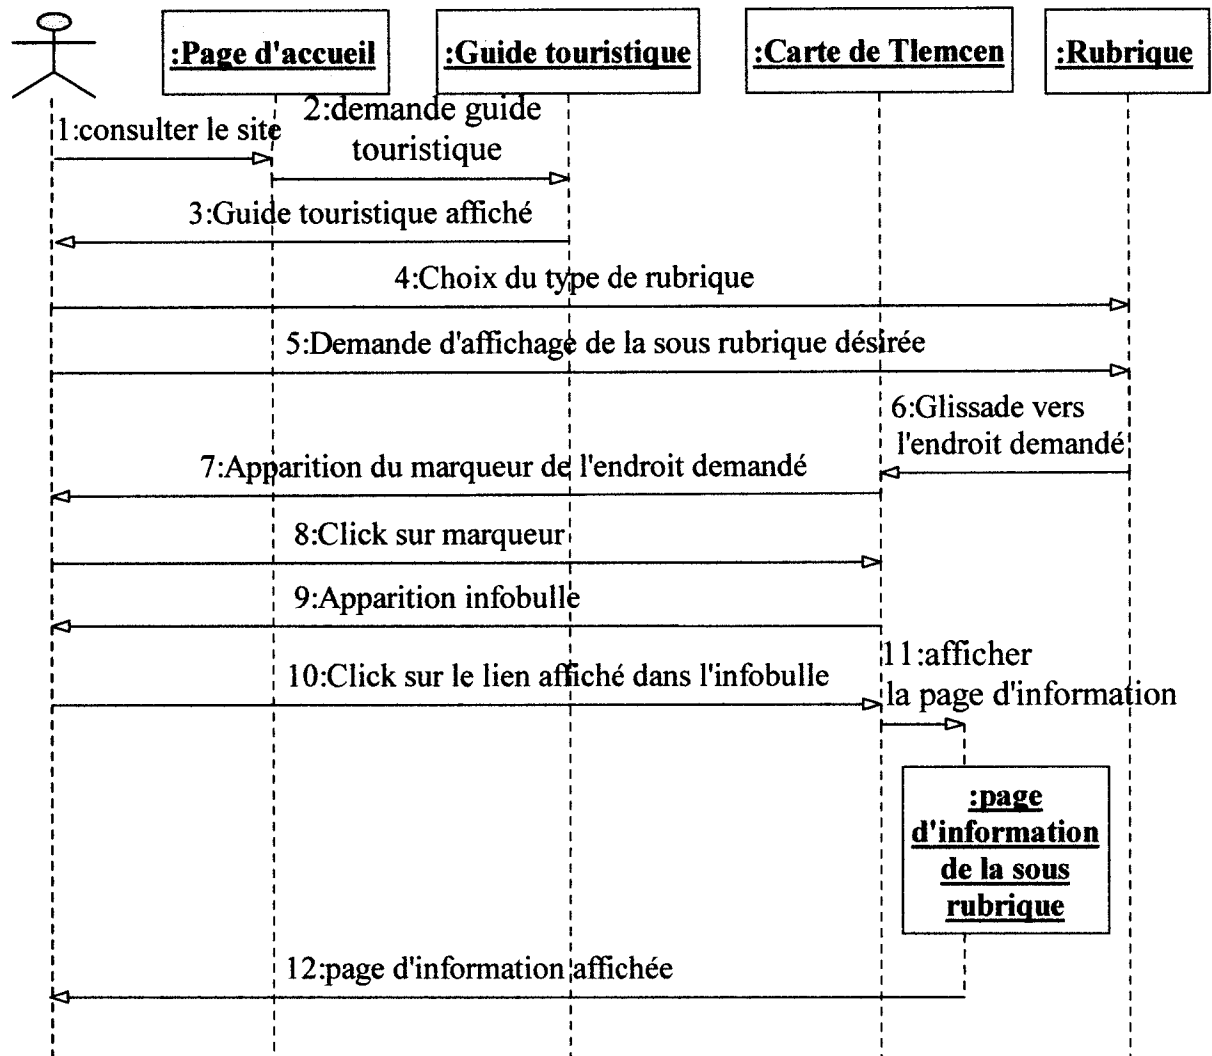 :Page d'accueil
:Guide touristique
:Carte de Tlemcen
:Rubrique
1:consulter le site
2:demande guide
touristique
3:Guide touristique affiché
4:Choix du type de rubrique
5:Demande d'affichage de la sous rubrique désirée
6:Glissade vers
l'endroit demandé
7:Apparition du marqueur de l'endroit demandé
8:Click sur marqueur
9:Apparition infobulle
10:Click sur le lien affiché dans l'infobulle
11:afficher
la page d'information
:page
d'information
de la sous
rubrique
12:page d'information affichée